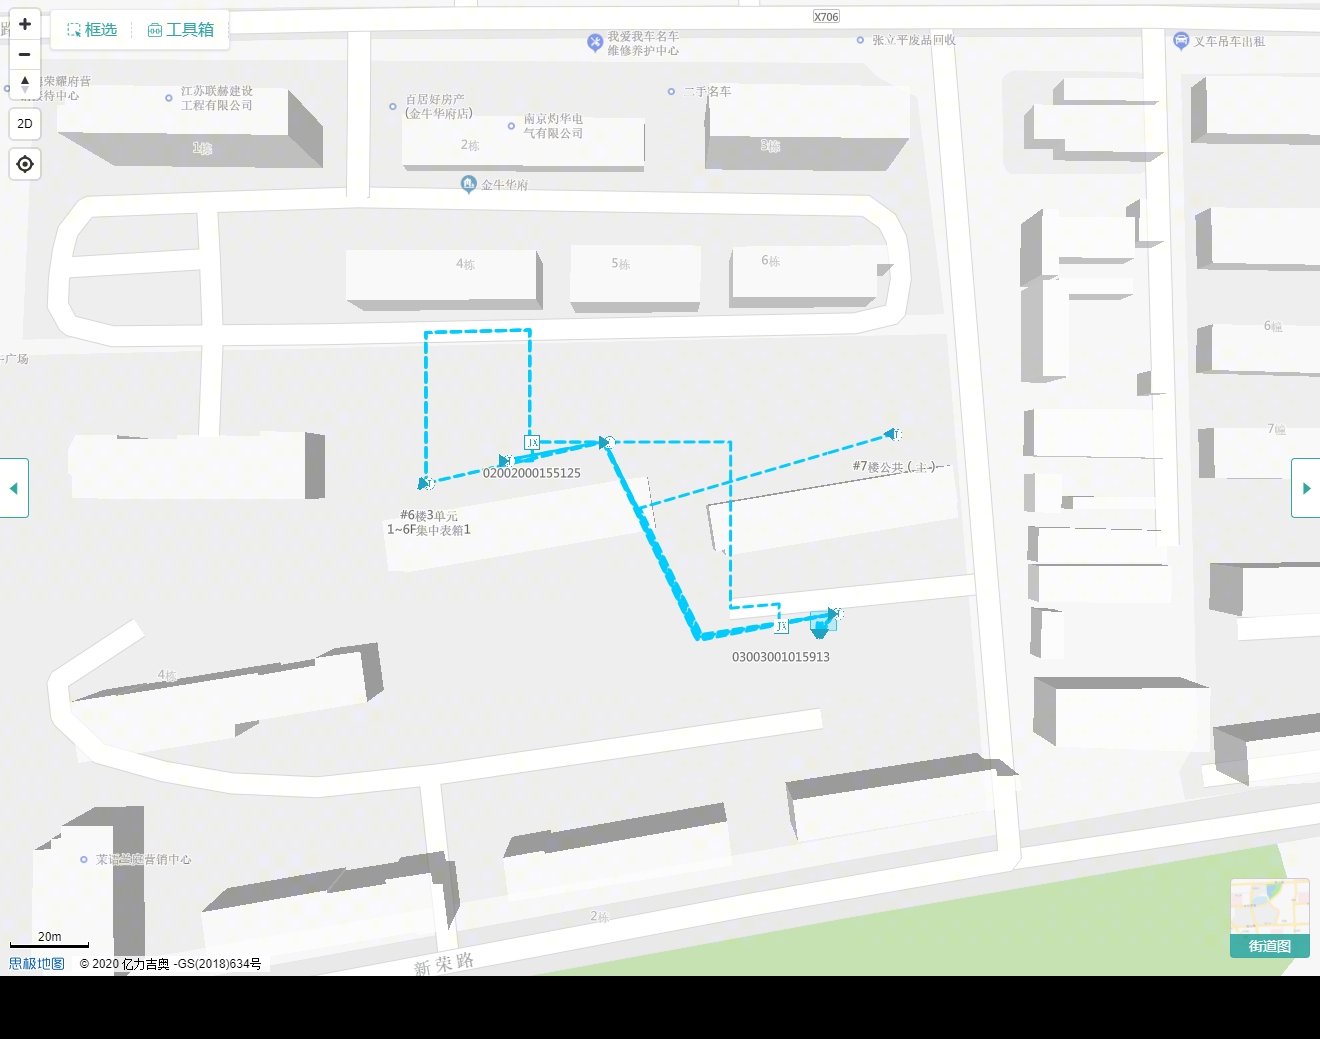 X706
框选
工具箱
我爱我车名车
维修养护中心
张立平废品回收
叉车吊车出租
荣耀府营
待中心
江苏联赫建设
工程有限公司
百居好房产
(金牛华府店)
南京灼华电
气有限公司
二手名车
2D
1栋
2栋
3栋
金牛华府
4栋
5栋
6栋
6幢
广场
7幢
JX
02002000155125
#7楼公共(主)
#6楼3单元
1~6F集中表箱1
JX
03003001015913
4栋
营销中心
2栋
20m
新荣路
街道图
思极地图
© 2020 亿力吉奥 -GS(2018)634号